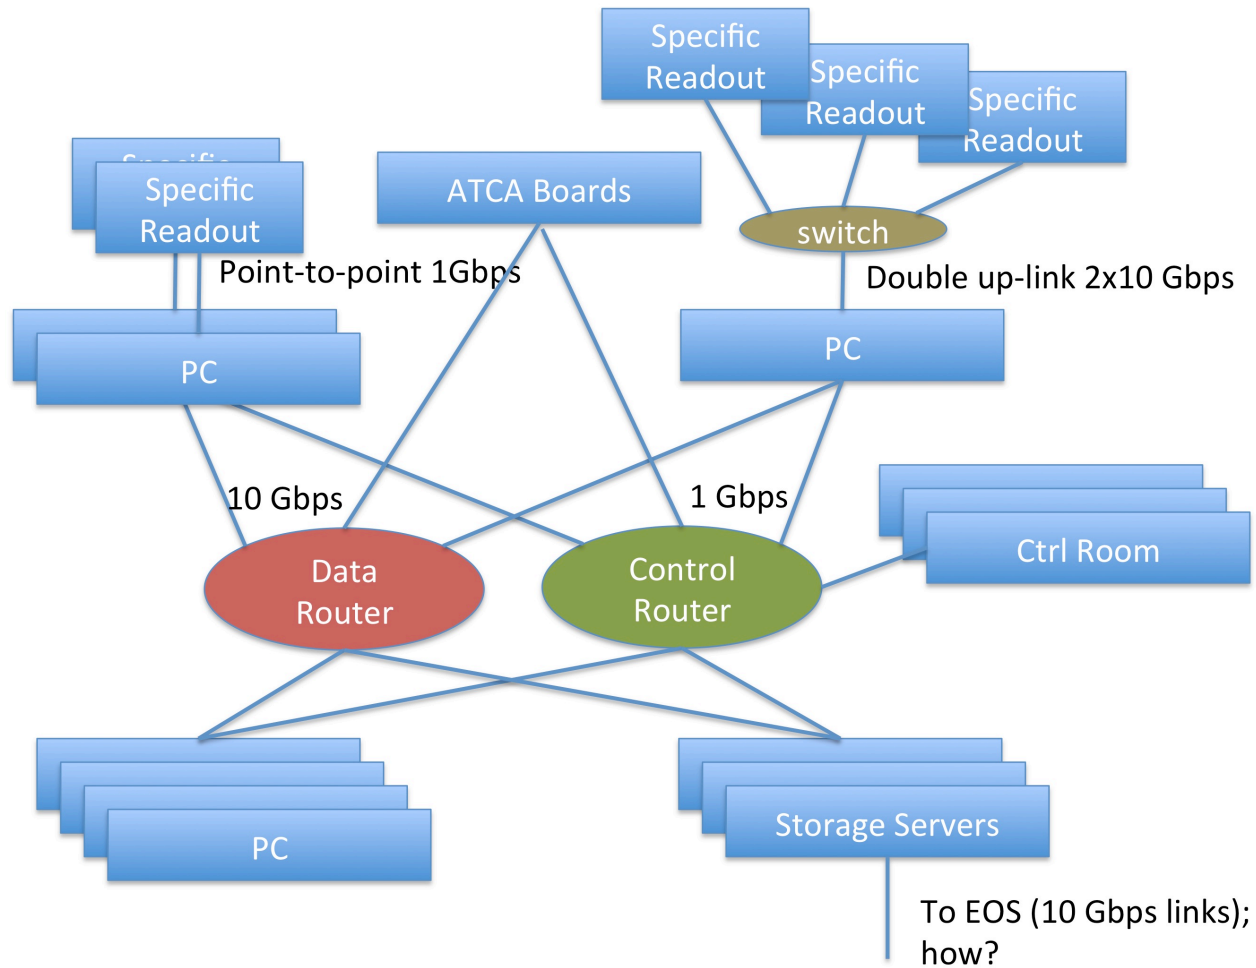 Specific
Readout
Specific
Readout
Specific
Readout
Specific
Specific
Readout
ATCA Boards
switch
Point-to-point 1Gbps
Double up-link 2x10 Gbps
PC
PC
10 Gbps
1 Gbps
Data
Router
Control
Router
Ctrl Room
PC
Storage Servers
To EOS (10 Gbps links);
how?